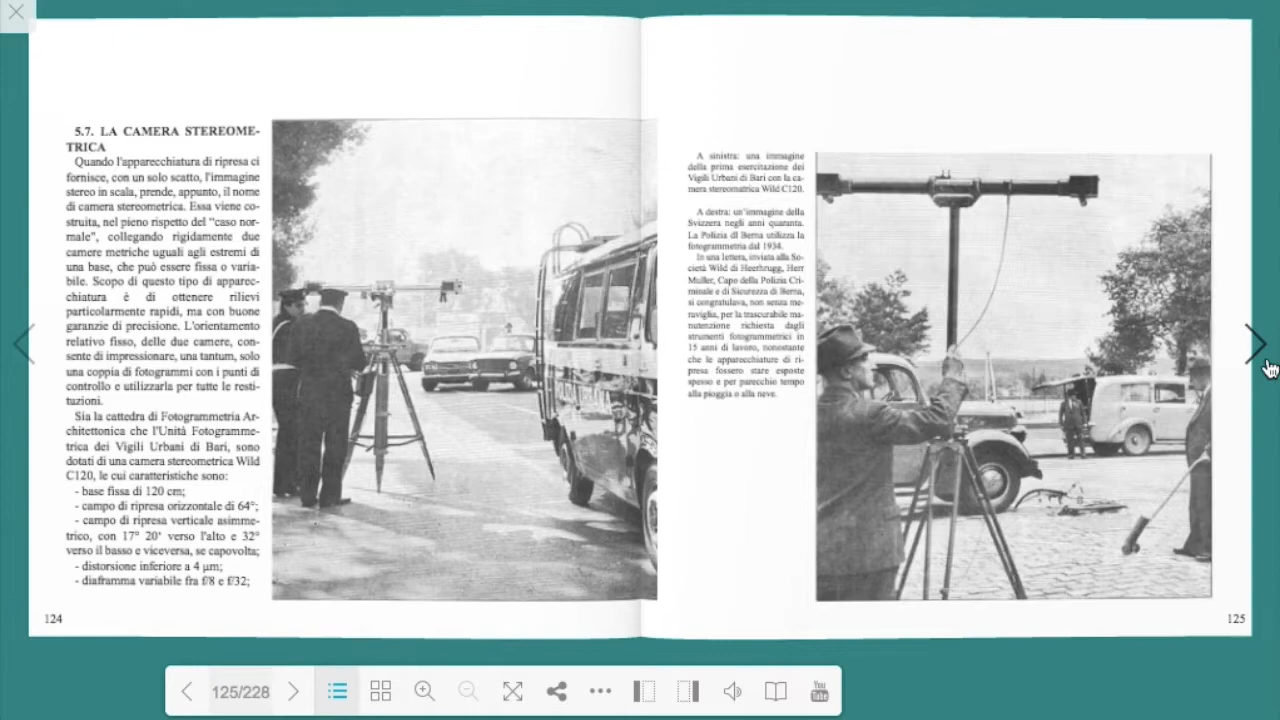 5.7. LA CAMERA STEREOME-
TRICA
Quando l'apparecchiatura di ripresa ci
fornisce, con un solo scatto, l'immagine
stereo in scala, prende, appunto, il nome
di camera stereometrica. Essa viene co-
struita, nel pieno rispetto del “caso nor-
male”, collegando rigidamente due
camere metriche uguali agli estremi di
una base, che può essere fissa o varia-
bile. Scopo di questo tipo di apparec-
chiatura è di ottenere rilievi
particolarmente rapidi, ma con buone
garanzie di precisione. L'orientamento
relativo fisso, delle due camere, con-
sente di impressionare, una tantum, solo
una coppia di fotogrammi con i punti di
controllo e utilizzarla per tutte le resti-
tuzioni.
Sia la cattedra di Fotogrammetria Ar-
chitettonica che l'Unità Fotogramme-
trica dei Vigili Urbani di Bari, sono
dotati di una camera stereometrica Wild
C120, le cui caratteristiche sono:
- base fissa di 120 cm;
- campo di ripresa orizzontale di 64°;
- campo di ripresa verticale asimme-
trico, con 17° 20' verso l'alto e 32°
verso il basso e viceversa, se capovolta;
- distorsione inferiore a 4 µm;
- diaframma variabile fra f/8 e f/32;
124
A sinistra: una immagine
della prima esercitazione dei
Vigili Urbani di Bari con la ca-
mera stereomatrica Wild C120.
A destra: un'immagine della
Svizzera negli anni quaranta.
La Polizia dI Berna utilizza la
fotogrammetria dal 1934.
In una lettera, inviata alla So-
cietà Wild di Heerbrugg, Herr
Muller, Capo della Polizia Cri-
minale e di Sicurezza di Berna,
si congratulava, non senza me-
raviglia, per la trascurabile ma-
nutenzione richiesta dagli
strumenti fotogrammetrici in
15 anni di lavoro, nonostante
che le apparecchiature di ri-
presa fossero stare esposte
spesso e per parecchio tempo
alla pioggia o alla neve.
125
125/228
You
Tube